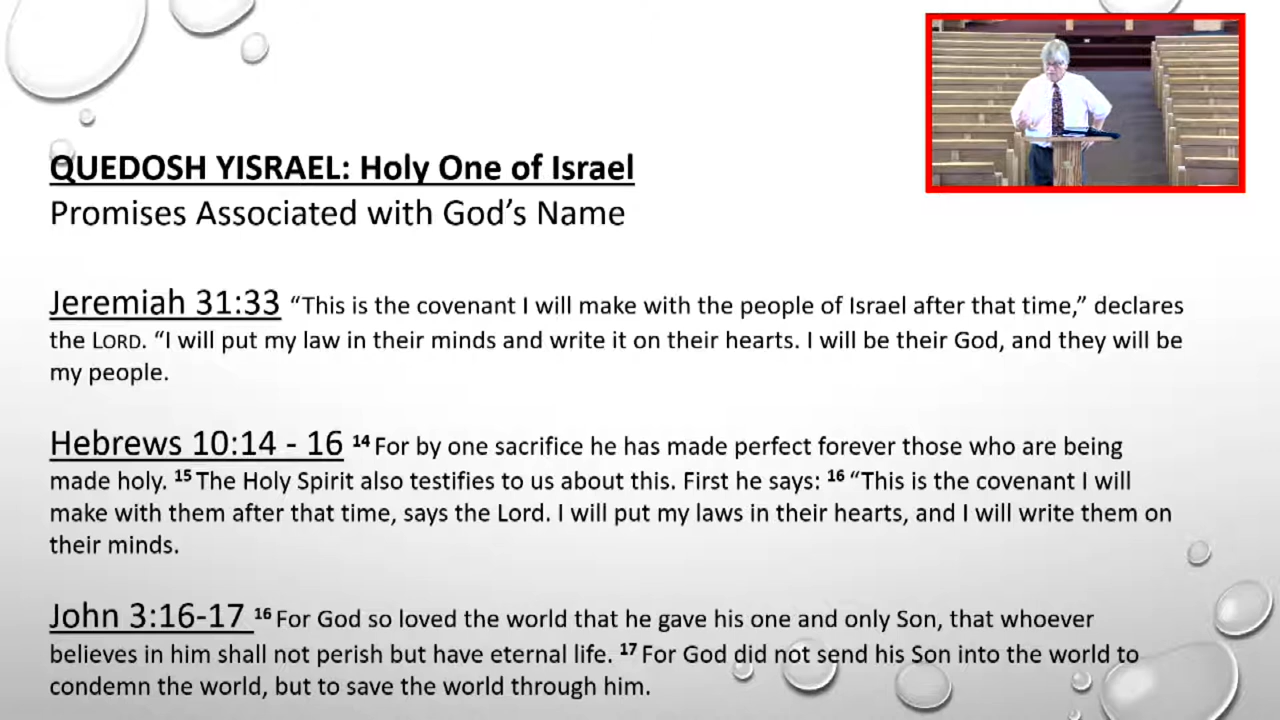 QUEDOSH YISRAEL: Holy One of Israel
Promises Associated with God’s Name
Jeremiah 31:33 “This is the covenant I will make with the people of Israel after that time,” declares
the LORD. “I will put my law in their minds and write it on their hearts. I will be their God, and they will be
my people.
Hebrews 10:14 - 16 14 For by one sacrifice he has made perfect forever those who are being
made holy. 15 The Holy Spirit also testifies to us about this. First he says: 16 “This is the covenant I will
make with them after that time, says the Lord. I will put my laws in their hearts, and I will write them on
their minds.
John 3:16-17 16 For God so loved the world that he gave his one and only Son, that whoever
believes in him shall not perish but have eternal life. 17 For God did not send his Son into the world to
condemn the world, but to save the world through him.